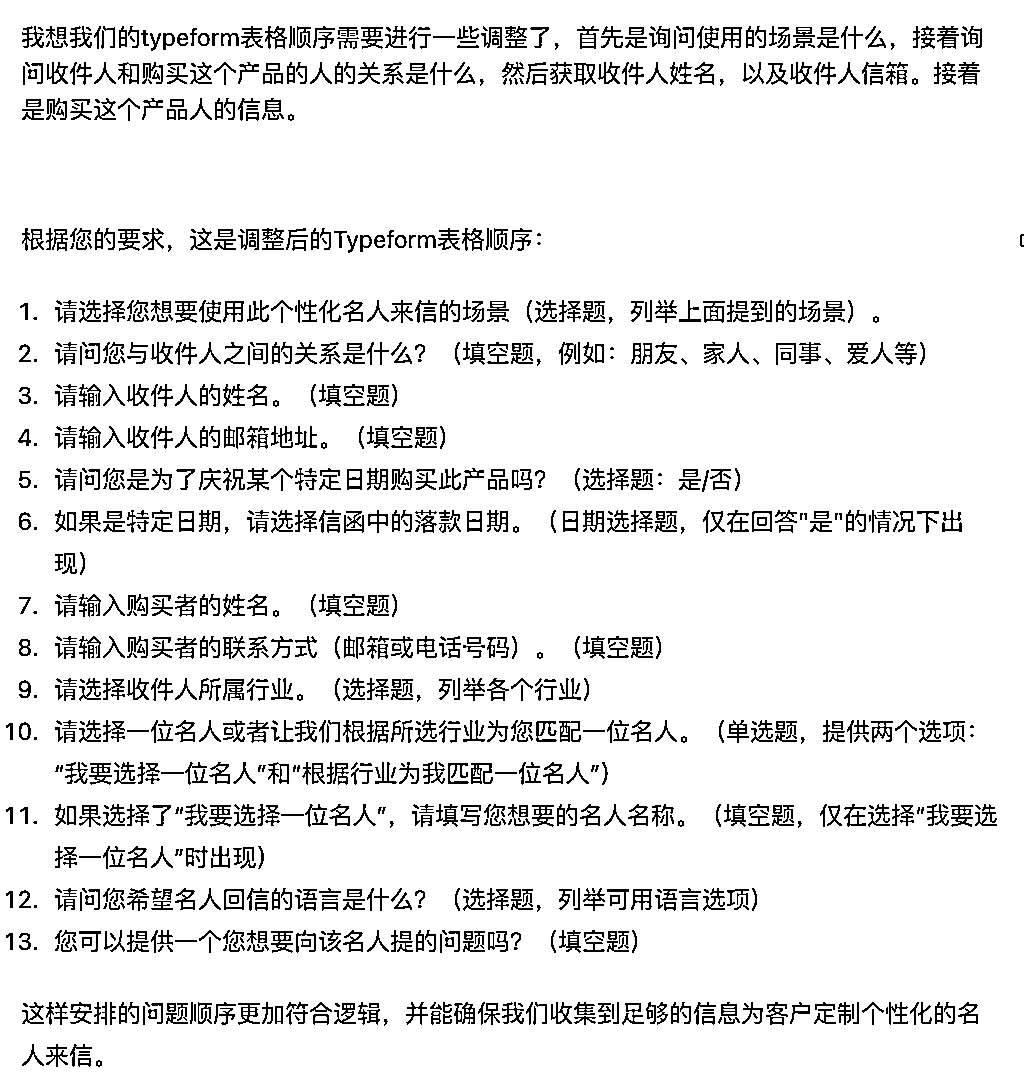 我想我们的typeform表格顺序需要进行一些调整了，首先是询问使用的场景是什么，接着询
问收件人和购买这个产品的人的关系是什么，然后获取收件人姓名，以及收件人信箱。接着
是购买这个产品人的信息。
根据您的要求，这是调整后的Typeform表格顺序：
1. 请选择您想要使用此个性化名人来信的场景（选择题，列举上面提到的场景）。
2. 请问您与收件人之间的关系是什么？（填空题，例如：朋友、家人、同事、爱人等）
3. 请输入收件人的姓名。（填空题）
4. 请输入收件人的邮箱地址。（填空题）
5. 请问您是为了庆祝某个特定日期购买此产品吗？（选择题：是/否）
6. 如果是特定日期，请选择信函中的落款日期。（日期选择题，仅在回答"是"的情况下出
现）
7. 请输入购买者的姓名。（填空题）
8. 请输入购买者的联系方式（邮箱或电话号码）。（填空题）
9. 请选择收件人所属行业。（选择题，列举各个行业）
10. 请选择一位名人或者让我们根据所选行业为您匹配一位名人。（单选题，提供两个选项：
“我要选择一位名人”和“根据行业为我匹配一位名人”）
11. 如果选择了“我要选择一位名人”，请填写您想要的名人名称。（填空题，仅在选择“我要选
择一位名人”时出现）
12. 请问您希望名人回信的语言是什么？（选择题，列举可用语言选项）
13. 您可以提供一个您想要向该名人提的问题吗？（填空题）
这样安排的问题顺序更加符合逻辑，并能确保我们收集到足够的信息为客户定制个性化的名
人来信。